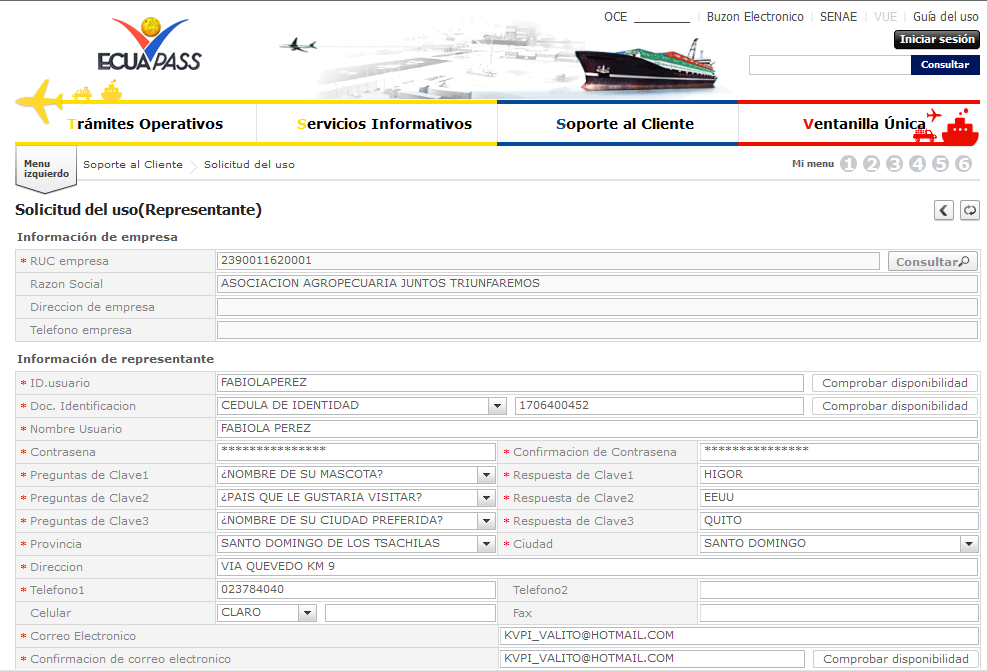 OCE Buzon Electronico SENAE VUE Guía del uso
ECUAPASS
Iniciar sesión
Consultar
Trámites Operativos Servicios Informativos Soporte al Cliente Ventanilla Única
Menu izquierdo Soporte al Cliente Solicitud del uso Mi menu 1 2 3 4 5 6
Solicitud del uso(Representante)
Información de empresa
* RUC empresa 2390011620001 Consultar
Razon Social ASOCIACION AGROPECUARIA JUNTOS TRIUNFAREMOS
Direccion de empresa
Telefono empresa
Información de representante
* ID.usuario FABIOLAPEREZ Comprobar disponibilidad
* Doc. Identificacion CEDULA DE IDENTIDAD 1706400452 Comprobar disponibilidad
* Nombre Usuario FABIOLA PEREZ
* Contrasena *************** * Confirmacion de Contrasena ***************
* Preguntas de Clave1 ¿NOMBRE DE SU MASCOTA? * Respuesta de Clave1 HIGOR
* Preguntas de Clave2 ¿PAIS QUE LE GUSTARIA VISITAR? * Respuesta de Clave2 EEUU
* Preguntas de Clave3 ¿NOMBRE DE SU CIUDAD PREFERIDA? * Respuesta de Clave3 QUITO
* Provincia SANTO DOMINGO DE LOS TSACHILAS * Ciudad SANTO DOMINGO
* Direccion VIA QUEVEDO KM 9
* Telefono1 023784040 Telefono2
Celular CLARO Fax
* Correo Electronico KVPI_VALITO@HOTMAIL.COM
* Confirmacion de correo electronico KVPI_VALITO@HOTMAIL.COM Comprobar disponibilidad